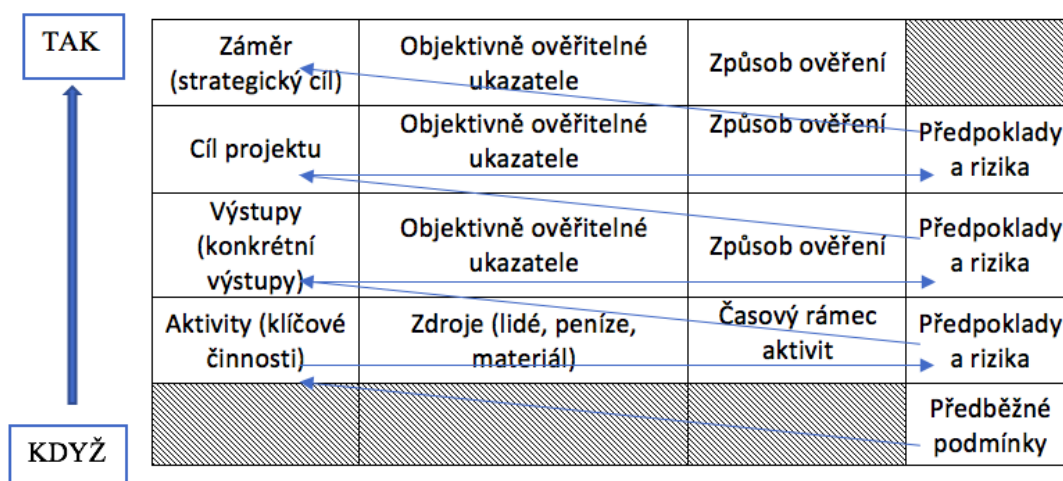 TAK
Záměr
(strategický cíl)
Objektivně ověřitelné
ukazatele
Způsob ověření
Cíl projektu
Objektivně ověřitelné
ukazatele
Způsob ověření
Předpoklady
a rizika
Výstupy
(konkrétní
výstupy)
Objektivně ověřitelné
ukazatele
Způsob ověření
Předpoklady
a rizika
Aktivity (klíčové
činnosti)
Zdroje (lidé, peníze,
materiál)
Časový rámec
aktivit
Předpoklady
a rizika
Předběžné
podmínky
KDYŽ